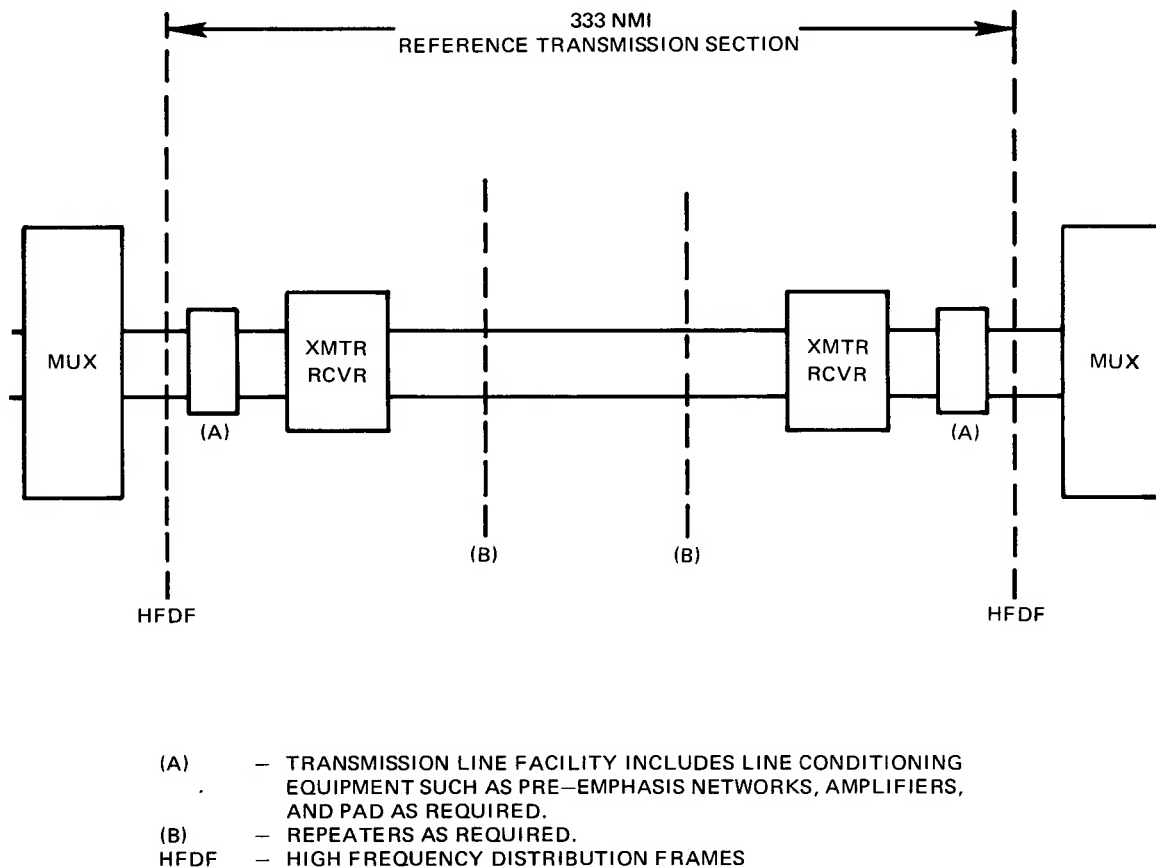 333 NMI
REFERENCE TRANSMISSION SECTION
MUX
XMTR
RCVR
XMTR
RCVR
MUX
(A)
(A)
(B)
(B)
HFDF
HFDF
(A) – TRANSMISSION LINE FACILITY INCLUDES LINE CONDITIONING
EQUIPMENT SUCH AS PRE–EMPHASIS NETWORKS, AMPLIFIERS,
AND PAD AS REQUIRED.
(B) – REPEATERS AS REQUIRED.
HFDF – HIGH FREQUENCY DISTRIBUTION FRAMES